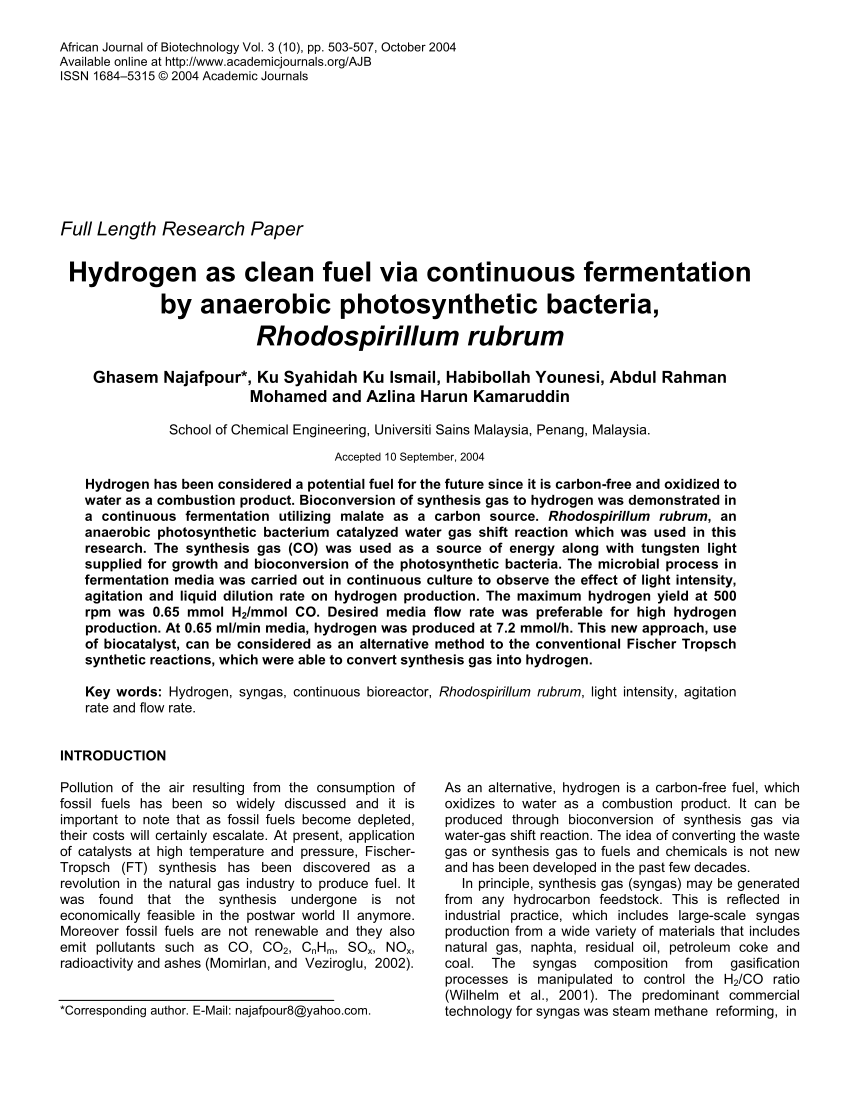 African Journal of Biotechnology Vol. 3 (10), pp. 503-507, October 2004
Available online at http://www.academicjournals.org/AJB
ISSN 1684–5315 © 2004 Academic Journals
Full Length Research Paper
Hydrogen as clean fuel via continuous fermentation
by anaerobic photosynthetic bacteria,
Rhodospirillum rubrum
Ghasem Najafpour*, Ku Syahidah Ku Ismail, Habibollah Younesi, Abdul Rahman
Mohamed and Azlina Harun Kamaruddin
School of Chemical Engineering, Universiti Sains Malaysia, Penang, Malaysia.
Accepted 10 September, 2004
Hydrogen has been considered a potential fuel for the future since it is carbon-free and oxidized to
water as a combustion product. Bioconversion of synthesis gas to hydrogen was demonstrated in
a continuous fermentation utilizing malate as a carbon source. Rhodospirillum rubrum, an
anaerobic photosynthetic bacterium catalyzed water gas shift reaction which was used in this
research. The synthesis gas (CO) was used as a source of energy along with tungsten light
supplied for growth and bioconversion of the photosynthetic bacteria. The microbial process in
fermentation media was carried out in continuous culture to observe the effect of light intensity,
agitation and liquid dilution rate on hydrogen production. The maximum hydrogen yield at 500
rpm was 0.65 mmol H₂/mmol CO. Desired media flow rate was preferable for high hydrogen
production. At 0.65 ml/min media, hydrogen was produced at 7.2 mmol/h. This new approach, use
of biocatalyst, can be considered as an alternative method to the conventional Fischer Tropsch
synthetic reactions, which were able to convert synthesis gas into hydrogen.
Key words: Hydrogen, syngas, continuous bioreactor, Rhodospirillum rubrum, light intensity, agitation
rate and flow rate.
INTRODUCTION
Pollution of the air resulting from the consumption of
fossil fuels has been so widely discussed and it is
important to note that as fossil fuels become depleted,
their costs will certainly escalate. At present, application
of catalysts at high temperature and pressure, Fischer-
Tropsch (FT) synthesis has been discovered as a
revolution in the natural gas industry to produce fuel. It
was found that the synthesis undergone is not
economically feasible in the postwar world II anymore.
Moreover fossil fuels are not renewable and they also
emit pollutants such as CO, CO₂, CₙHₘ, SOₓ, NOₓ,
radioactivity and ashes (Momirlan, and Veziroglu, 2002).
*Corresponding author. E-Mail: najafpour8@yahoo.com.
As an alternative, hydrogen is a carbon-free fuel, which
oxidizes to water as a combustion product. It can be
produced through bioconversion of synthesis gas via
water-gas shift reaction. The idea of converting the waste
gas or synthesis gas to fuels and chemicals is not new
and has been developed in the past few decades.
In principle, synthesis gas (syngas) may be generated
from any hydrocarbon feedstock. This is reflected in
industrial practice, which includes large-scale syngas
production from a wide variety of materials that includes
natural gas, naphta, residual oil, petroleum coke and
coal. The syngas composition from gasification
processes is manipulated to control the H₂/CO ratio
(Wilhelm et al., 2001). The predominant commercial
technology for syngas was steam methane reforming, in